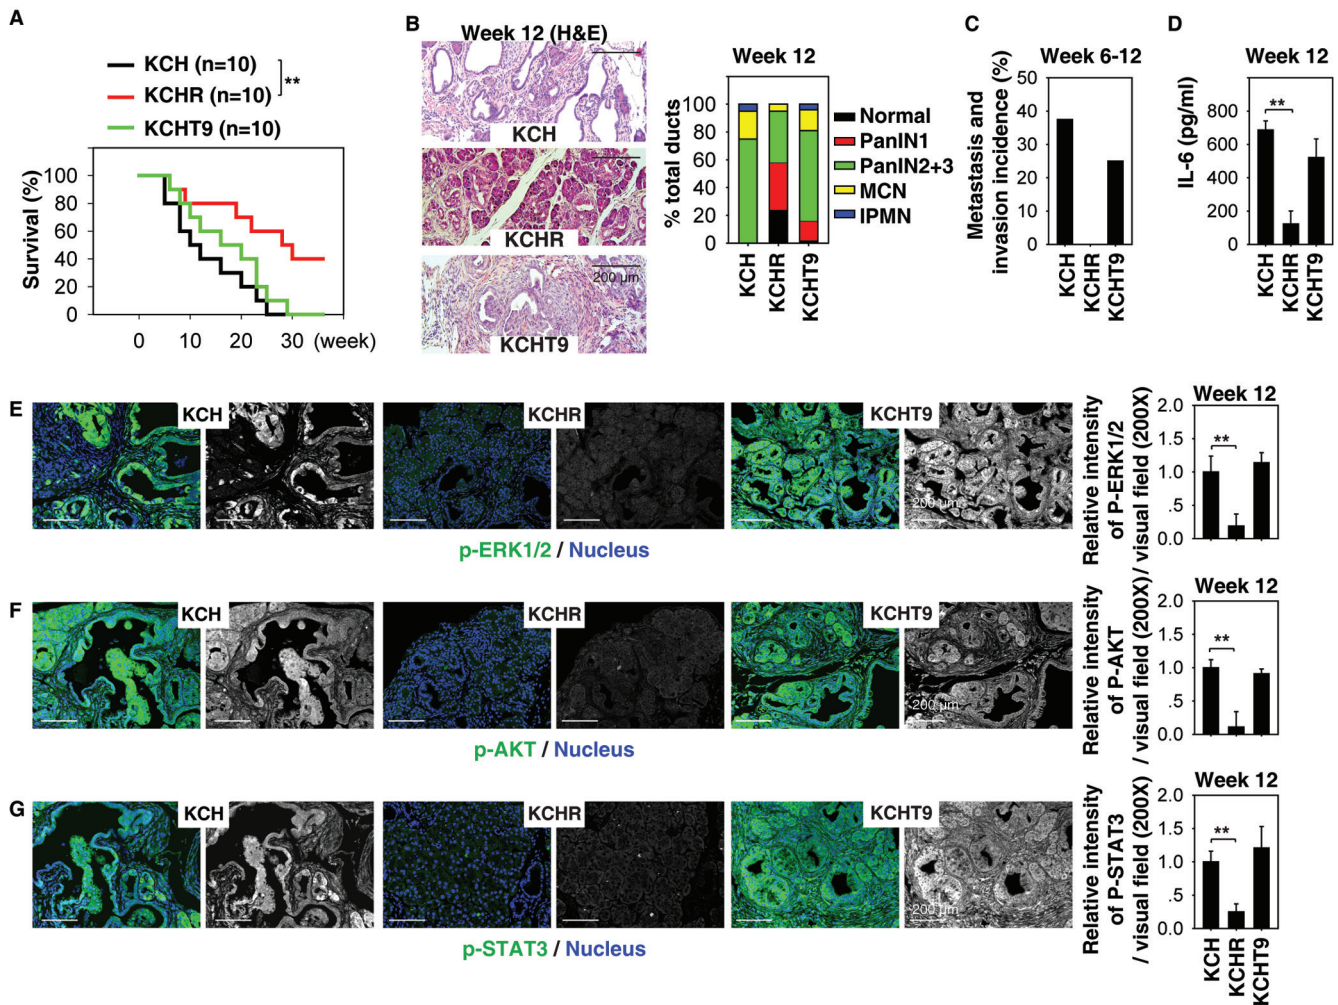 A
KCH (n=10)
KCHR (n=10)
KCHT9 (n=10)
**
Survival (%)
100
80
60
40
20
0
0 10 20 30 (week)
B
Week 12 (H&E)
KCH
KCHR
200 µm
KCHT9
Week 12
% total ducts
100
80
60
40
20
0
KCH
KCHR
KCHT9
Normal
PanIN1
PanIN2+3
MCN
IPMN
C
Week 6-12
Metastasis and
invasion incidence (%)
50
40
30
20
10
0
KCH
KCHR
KCHT9
D
Week 12
IL-6 (pg/ml)
800
600
400
200
0
**
KCH
KCHR
KCHT9
E
KCH
KCHR
KCHT9
200 µm
p-ERK1/2 / Nucleus
Week 12
Relative intensity
of P-ERK1/2
/ visual field (200X)
2.0
1.0
.5
0.0
**
F
KCH
KCHR
KCHT9
200 µm
p-AKT / Nucleus
Week 12
Relative intensity
of P-AKT
/ visual field (200X)
2.0
1.0
.5
0.0
**
G
KCH
KCHR
KCHT9
200 µm
p-STAT3 / Nucleus
Week 12
Relative intensity
of P-STAT3
/ visual field (200X)
2.0
1.0
.5
0.0
**
KCH
KCHR
KCHT9